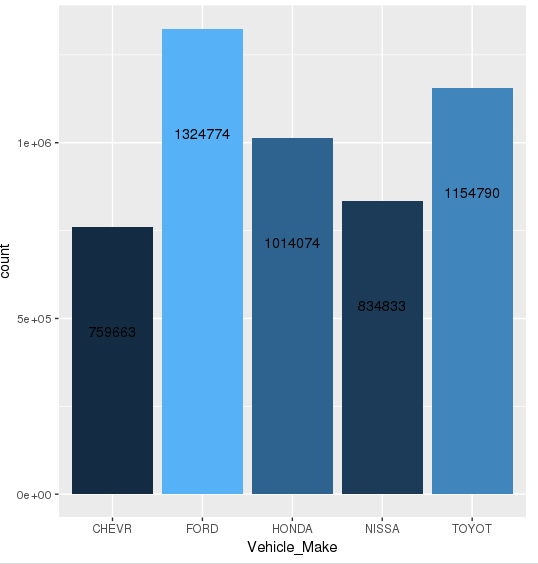 1324774
1e+06
1154790
1014074
count
834833
5e+05
759663
0e+00
CHEVR FORD HONDA NISSA TOYOT
Vehicle_Make